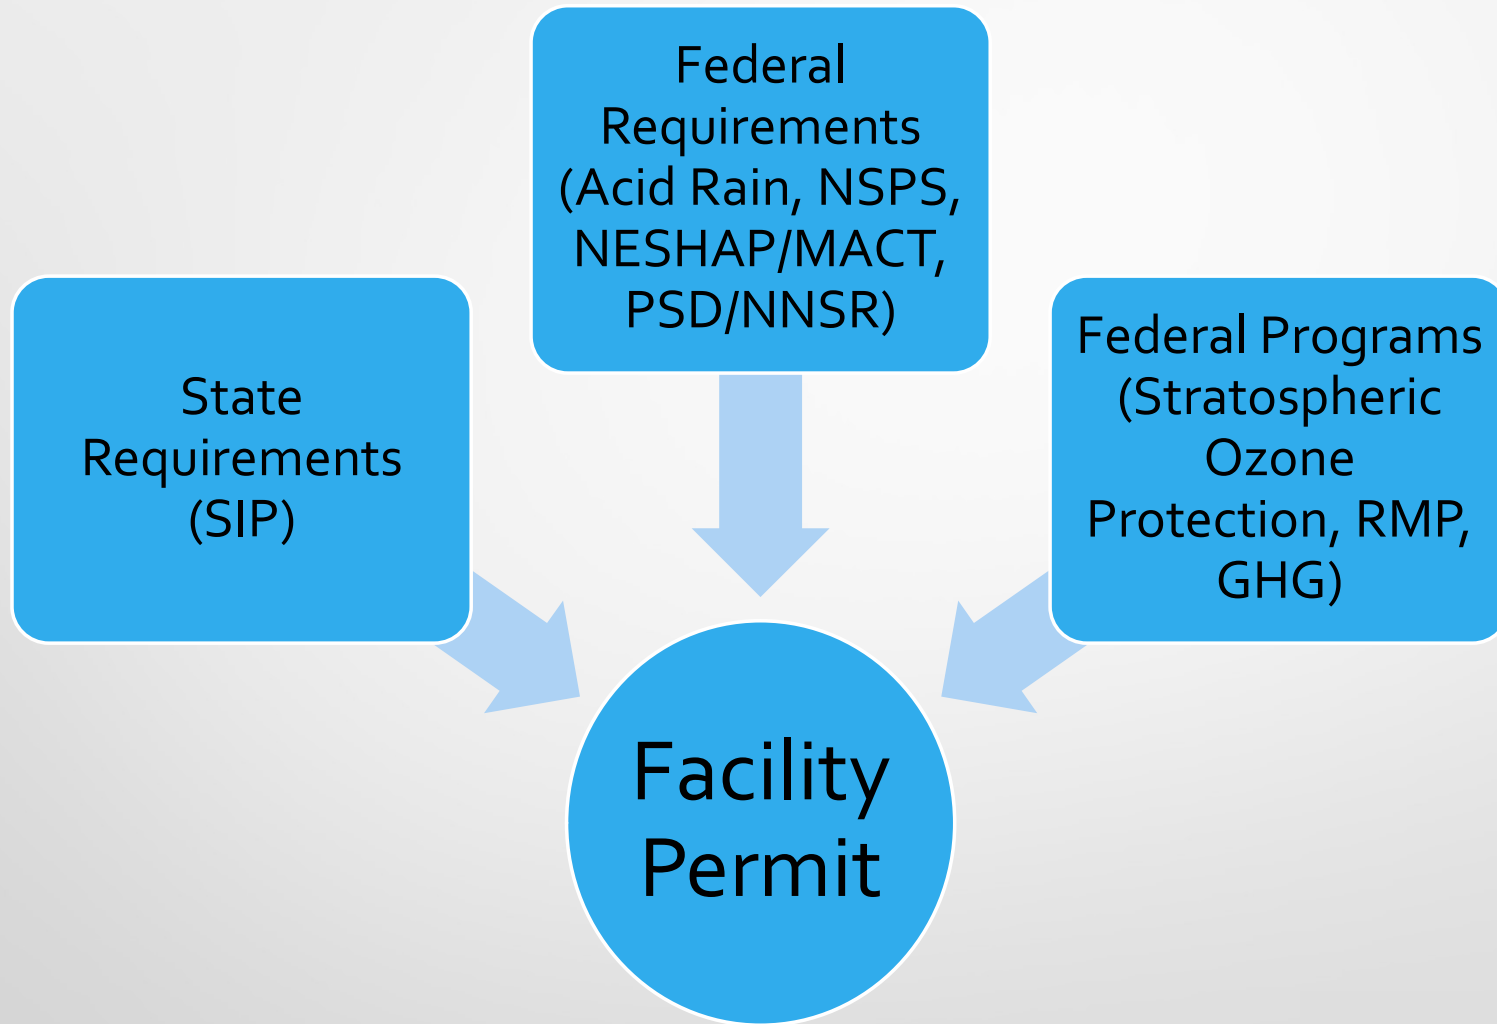 Federal
Requirements
(Acid Rain, NSPS,
NESHAP/MACT,
PSD/NNSR)
State
Requirements
(SIP)
Federal Programs
(Stratospheric
Ozone
Protection, RMP,
GHG)
Facility
Permit